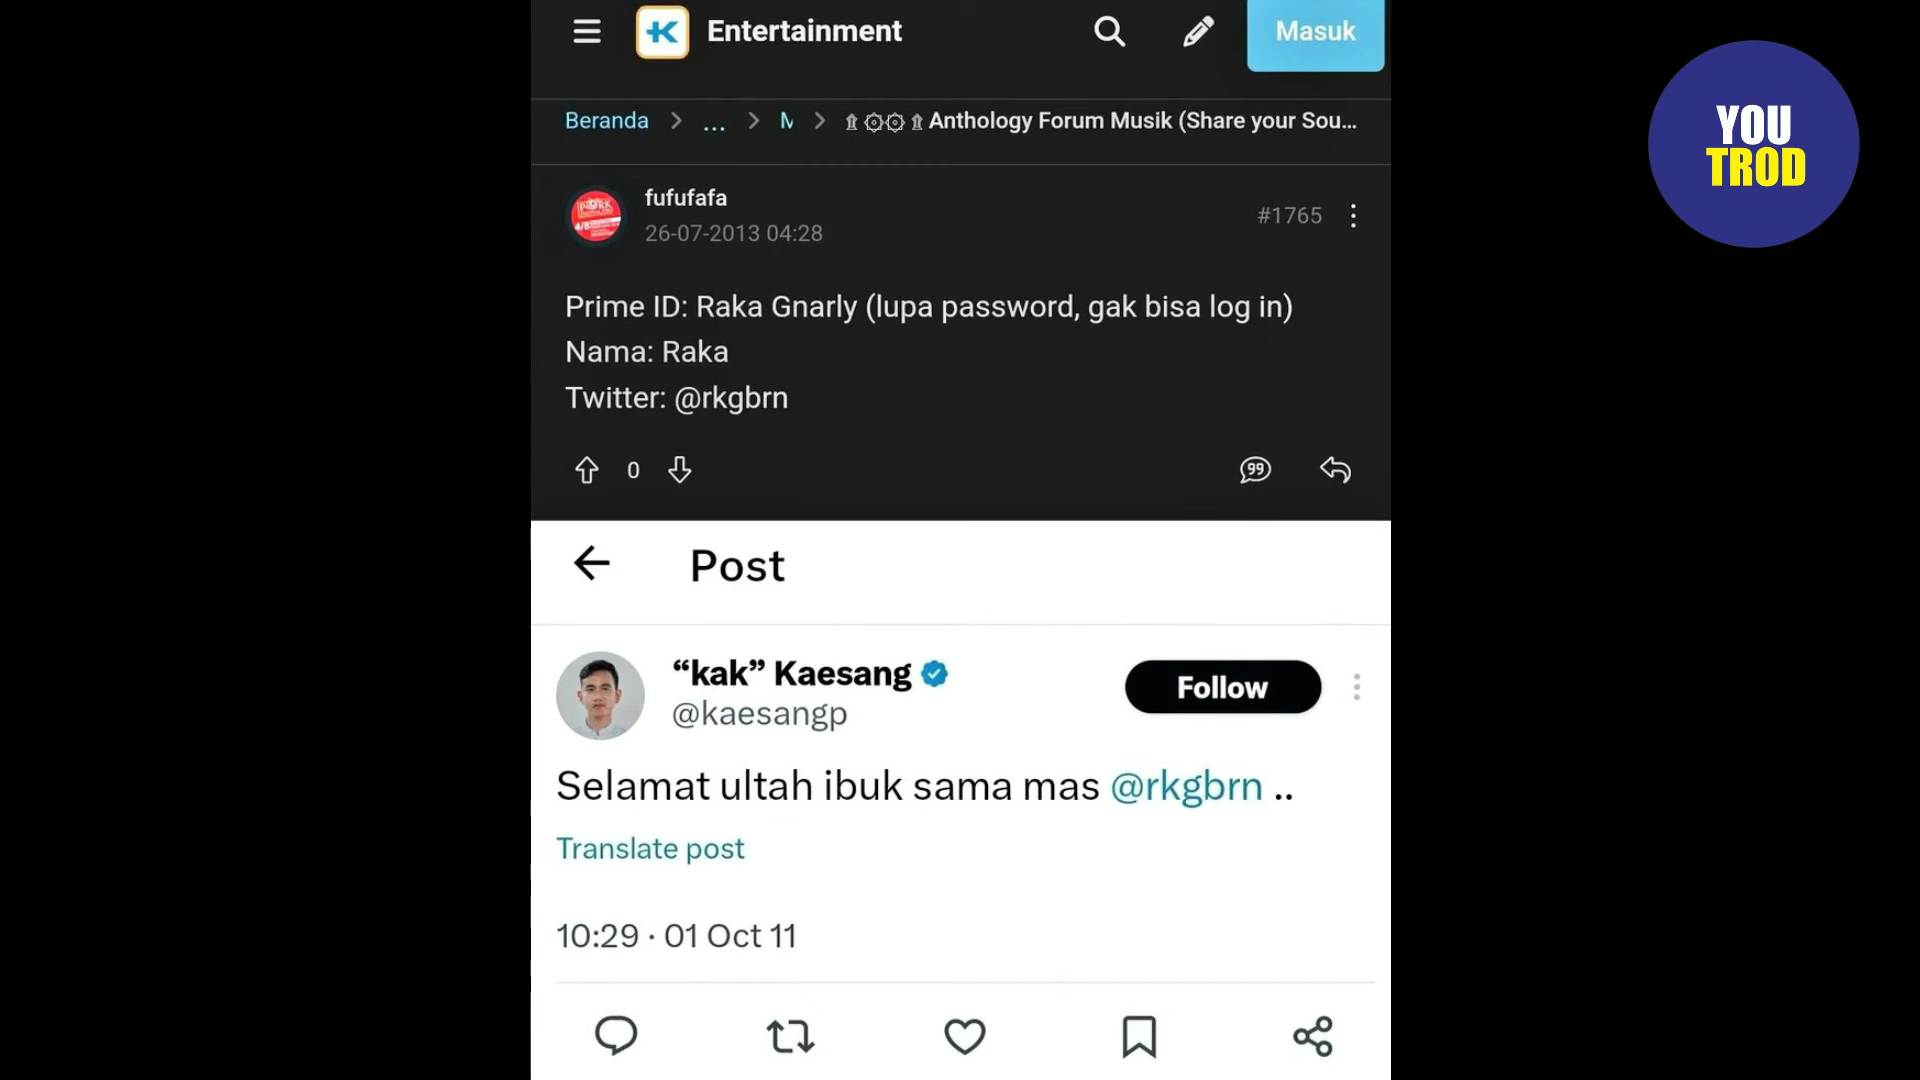 Entertainment
Masuk
YOU
TROD
Beranda > ... > M > Anthology Forum Musik (Share your Sou...
fufufafa
26-07-2013 04:28
#1765
Prime ID: Raka Gnarly (lupa password, gak bisa log in)
Nama: Raka
Twitter: @rkgbrn
0
99
Post
“kak” Kaesang
@kaesangp
Follow
Selamat ultah ibuk sama mas @rkgbrn ..
Translate post
10:29 · 01 Oct 11